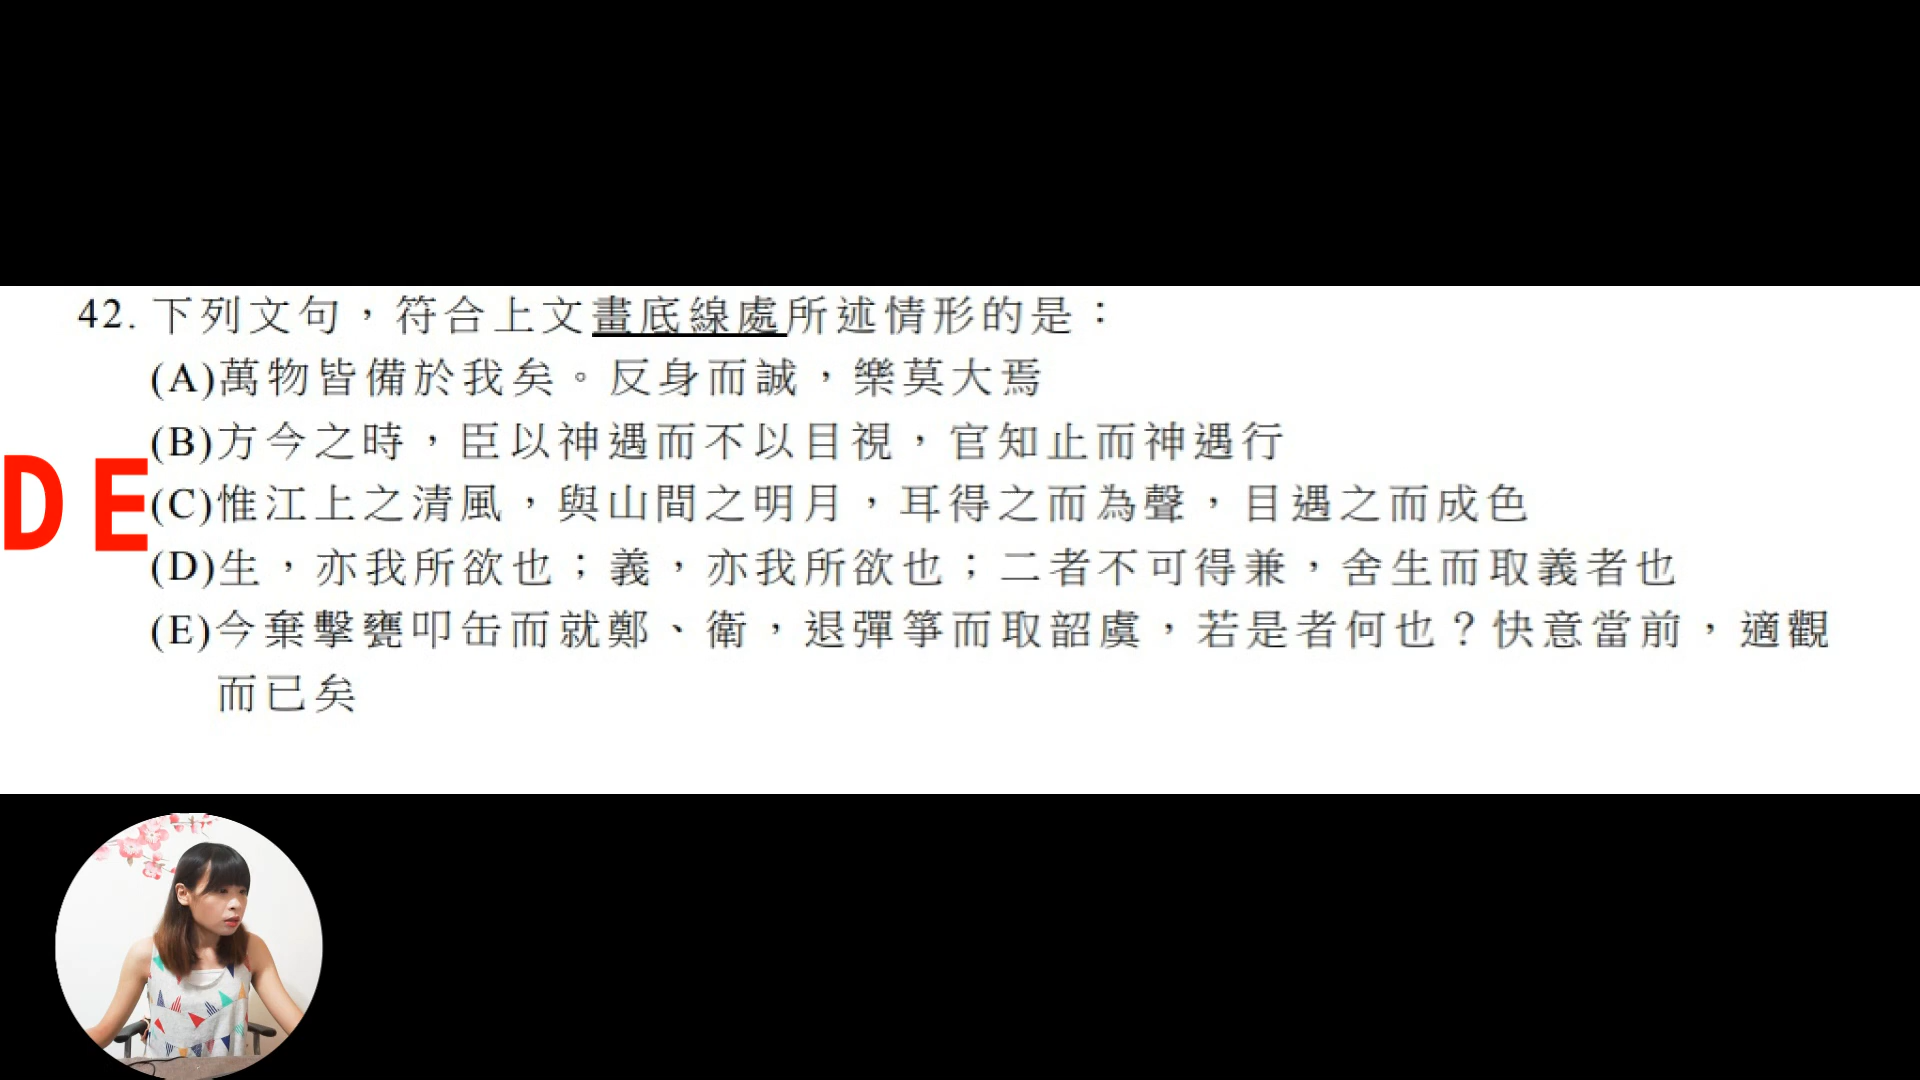 42. 下列文句，符合上文畫底線處所述情形的是：
(A)萬物皆備於我矣。反身而誠，樂莫大焉
(B)方今之時，臣以神遇而不以目視，官知止而神遇行
D E
(C)惟江上之清風，與山間之明月，耳得之而為聲，目遇之而成色
(D)生，亦我所欲也；義，亦我所欲也；二者不可得兼，舍生而取義者也
(E)今棄擊甕叩缶而就鄭、衛，退彈箏而取韶虞，若是者何也？快意當前，適觀
而已矣